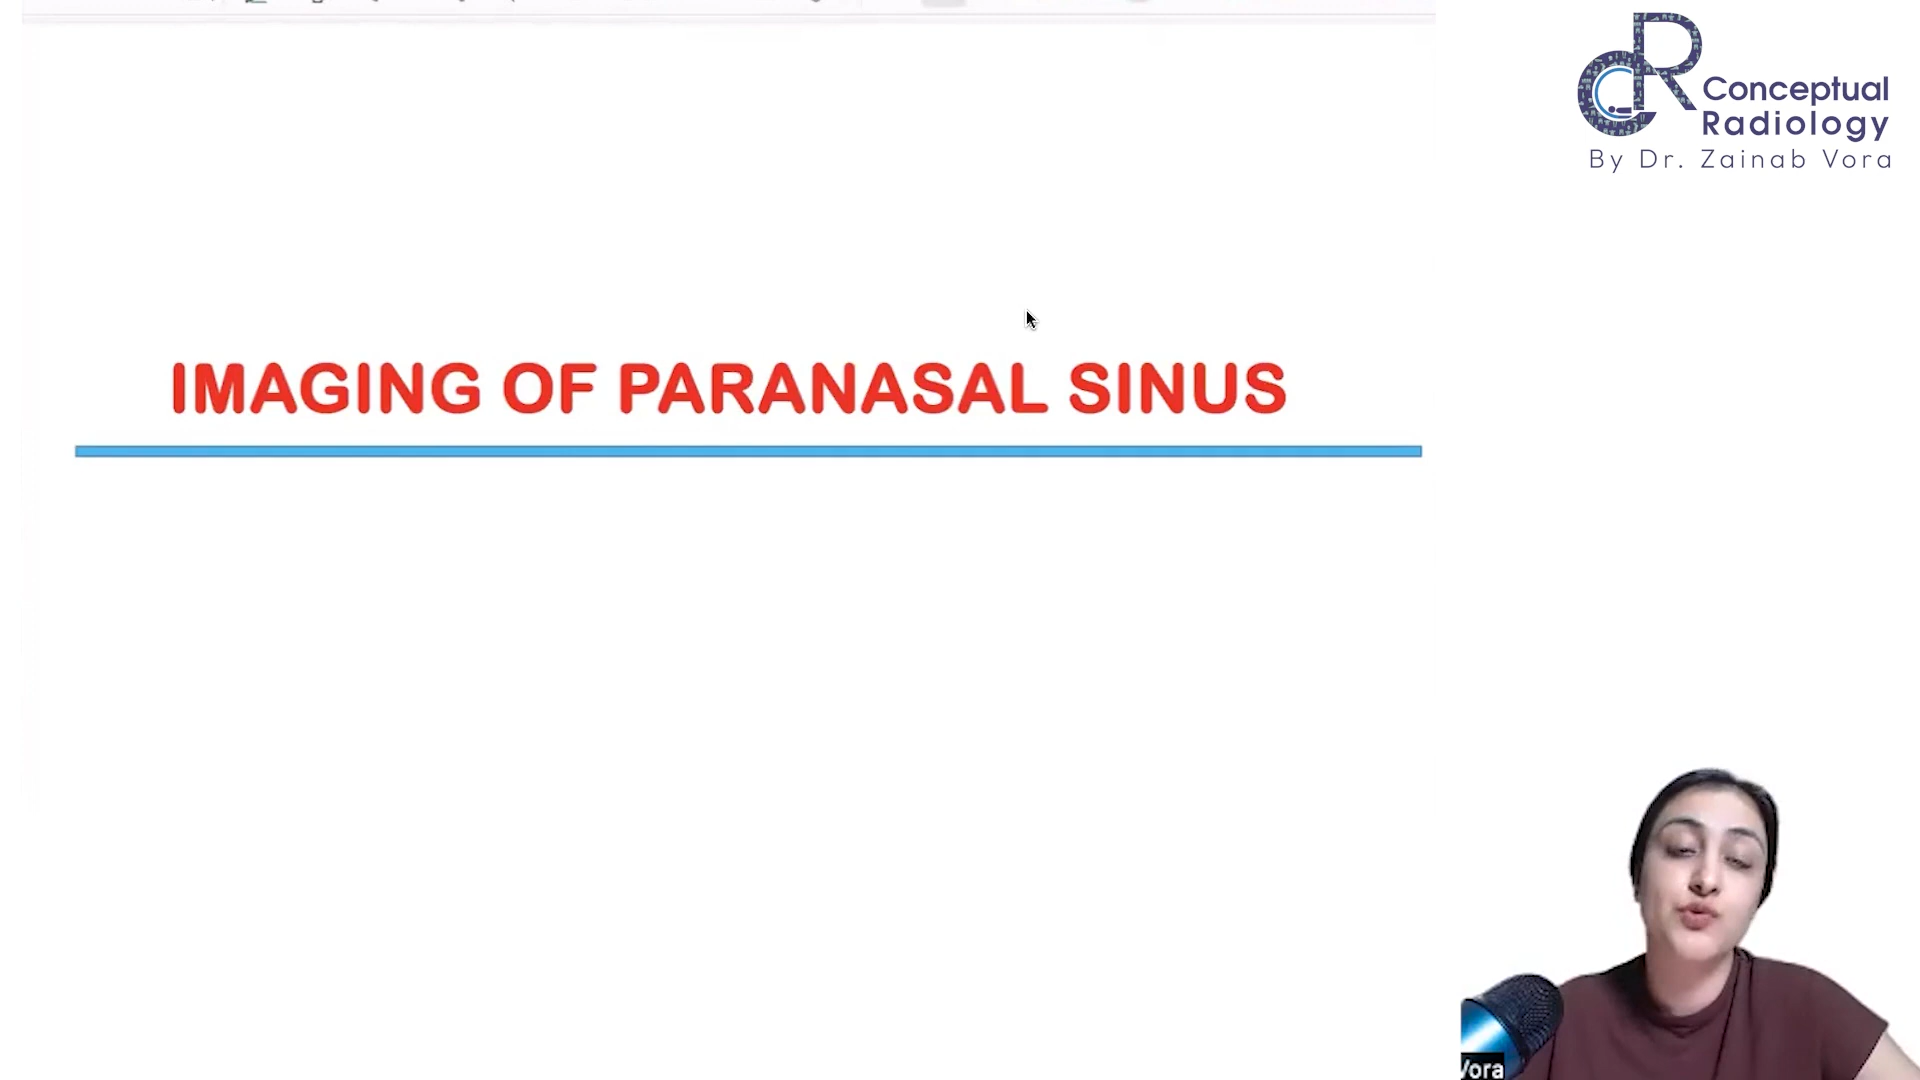 Conceptual
Radiology
By Dr. Zainab Vora
IMAGING OF PARANASAL SINUS
Vora